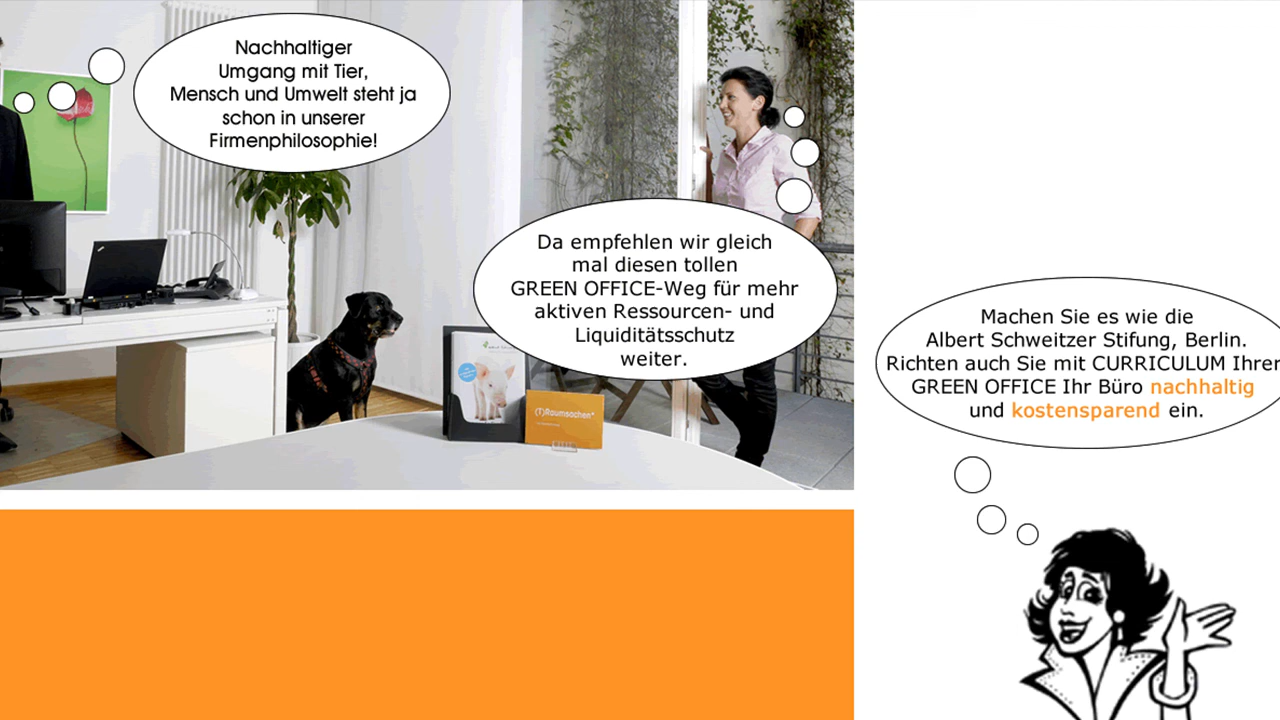 Nachhaltiger
Umgang mit Tier,
Mensch und Umwelt steht ja
schon in unserer
Firmenphilosophie!
Da empfehlen wir gleich
mal diesen tollen
GREEN OFFICE-Weg für mehr
aktiven Ressourcen- und
Liquiditätsschutz
weiter.
(T)Raumsachen*
Machen Sie es wie die
Albert Schweitzer Stifung, Berlin.
Richten auch Sie mit CURRICULUM Ihrer
GREEN OFFICE Ihr Büro nachhaltig
und kostensparend ein.